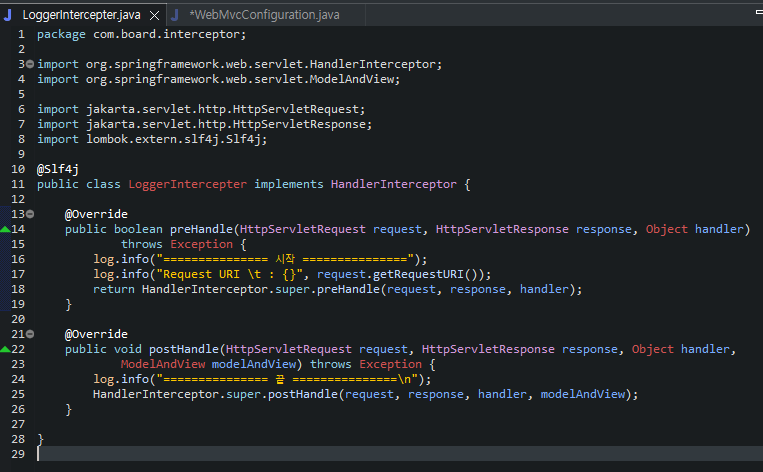 LoggerIntercepter.java *WebMvcConfiguration.java
1 package com.board.interceptor;
2
3 import org.springframework.web.servlet.HandlerInterceptor;
4 import org.springframework.web.servlet.ModelAndView;
5
6 import jakarta.servlet.http.HttpServletRequest;
7 import jakarta.servlet.http.HttpServletResponse;
8 import lombok.extern.slf4j.Slf4j;
9
10 @Slf4j
11 public class LoggerIntercepter implements HandlerInterceptor {
12
13 @Override
14 public boolean preHandle(HttpServletRequest request, HttpServletResponse response, Object handler)
15 throws Exception {
16 log.info("=============== 시작 ===============");
17 log.info("Request URI \t : {}", request.getRequestURI());
18 return HandlerInterceptor.super.preHandle(request, response, handler);
19 }
20
21 @Override
22 public void postHandle(HttpServletRequest request, HttpServletResponse response, Object handler,
23 ModelAndView modelAndView) throws Exception {
24 log.info("=============== 끝 ===============\n");
25 HandlerInterceptor.super.postHandle(request, response, handler, modelAndView);
26 }
27
28 }
29